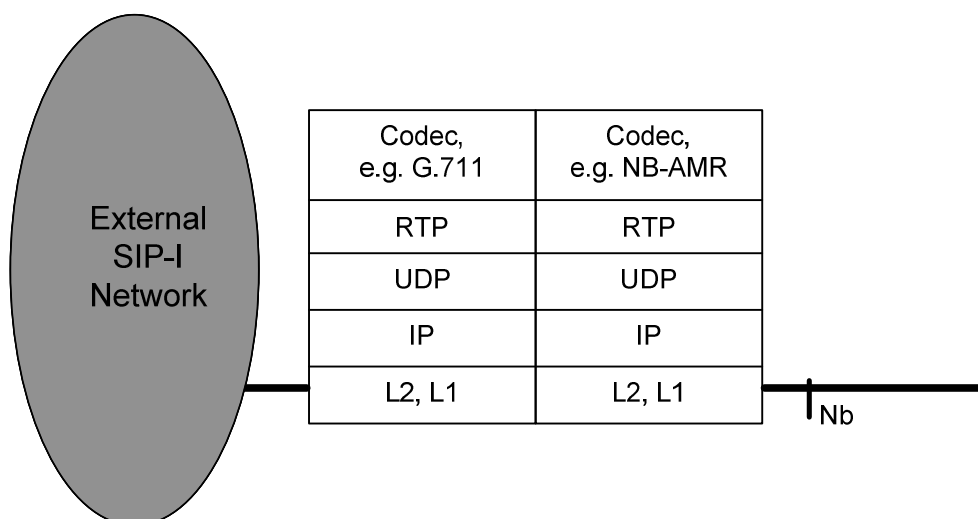 External
SIP-I
Network
Codec,
e.g. G.711
Codec,
e.g. NB-AMR
RTP
RTP
UDP
UDP
IP
IP
L2, L1
L2, L1
Nb